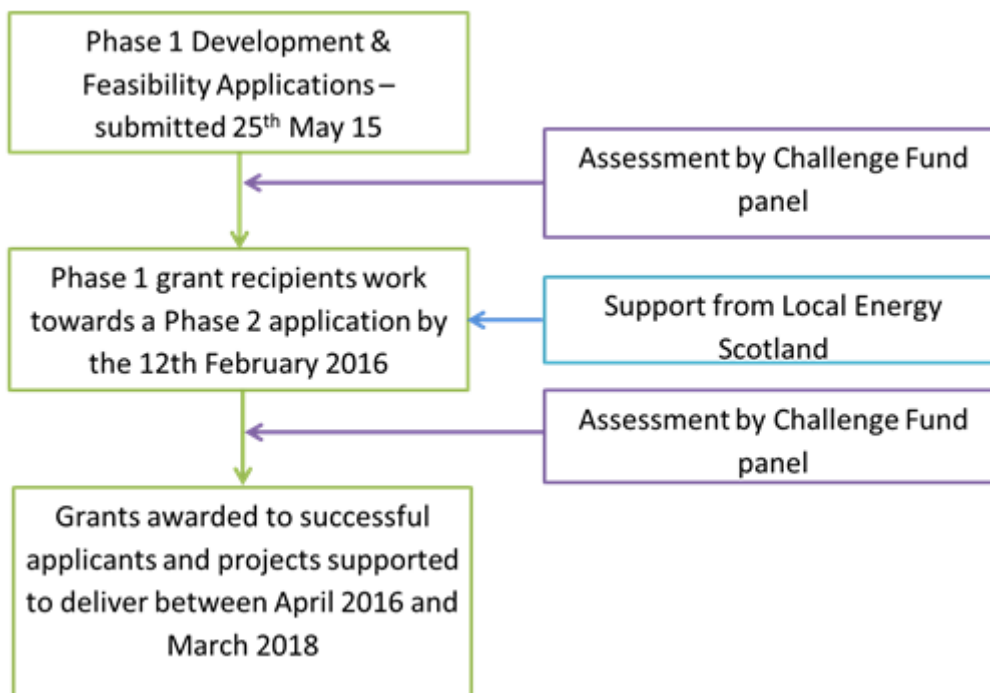 Phase 1 Development &
Feasibility Applications –
submitted 25th May 15
Assessment by Challenge Fund
panel
Phase 1 grant recipients work
towards a Phase 2 application by
the 12th February 2016
Support from Local Energy
Scotland
Assessment by Challenge Fund
panel
Grants awarded to successful
applicants and projects supported
to deliver between April 2016 and
March 2018